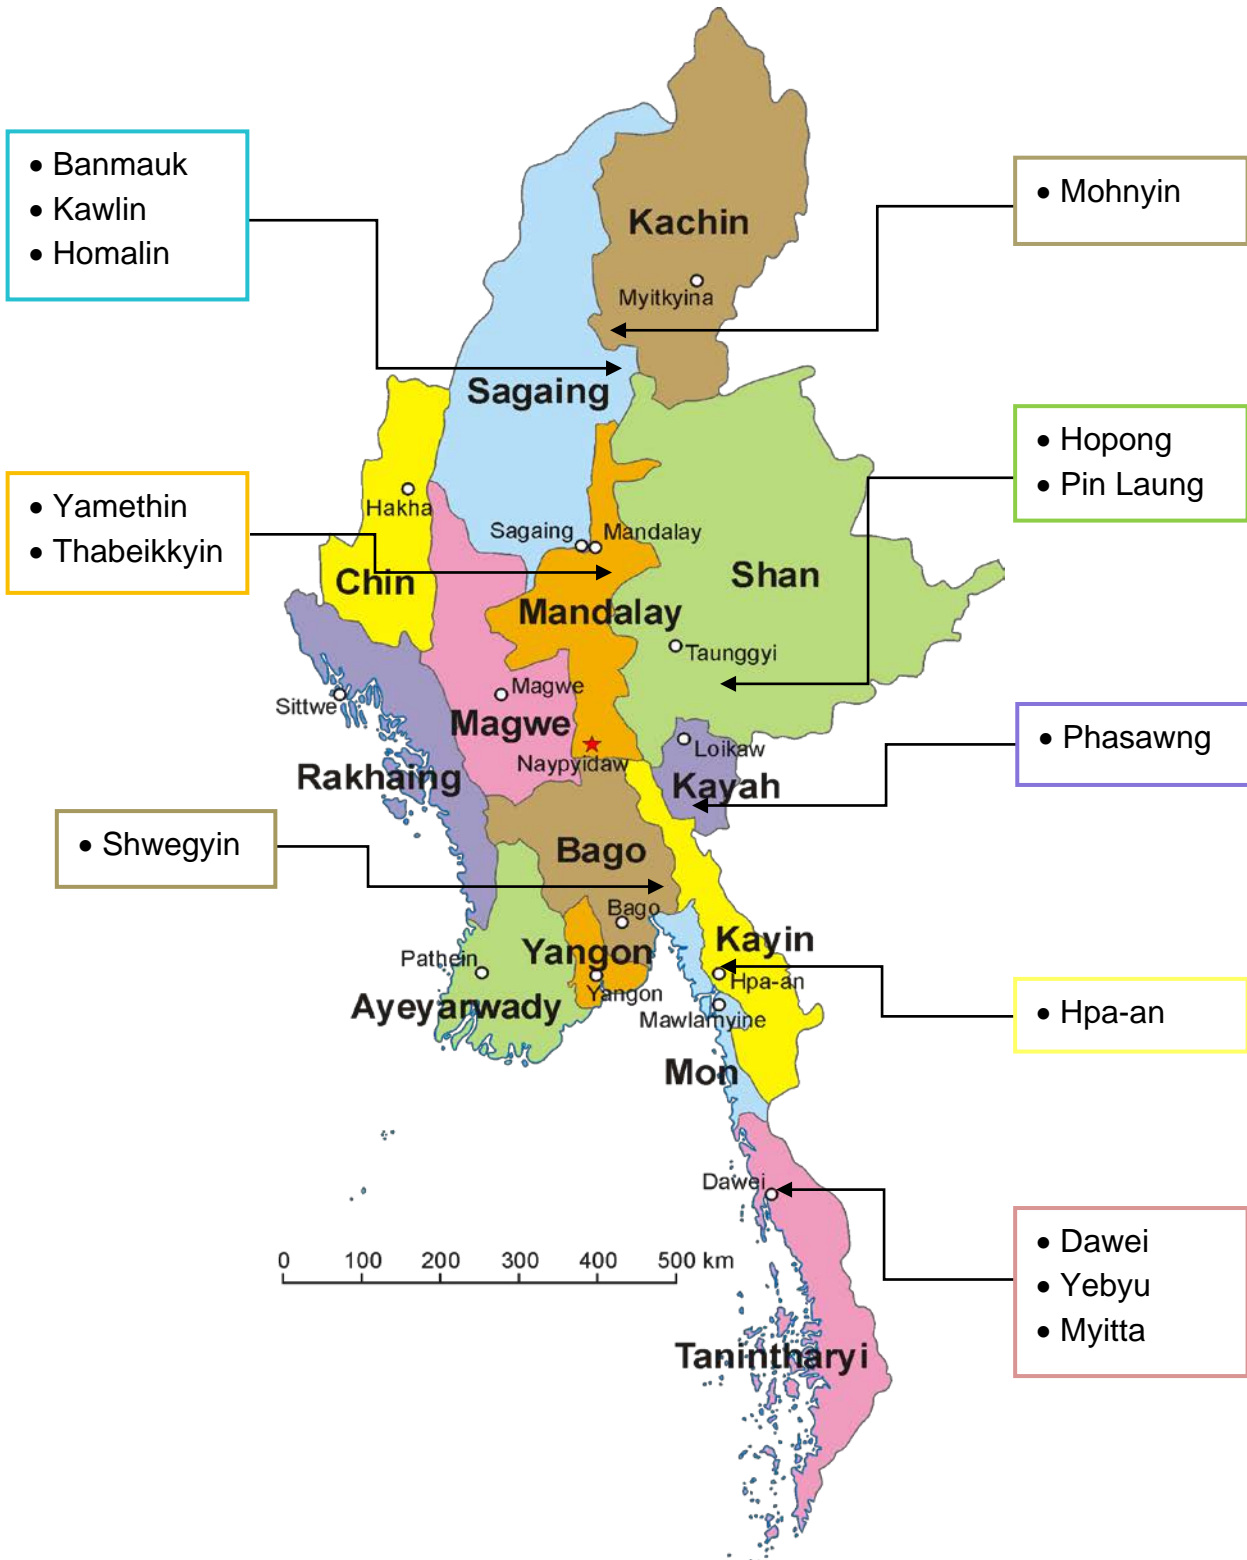 • Banmauk
• Kawlin
• Homalin
• Mohnyin
Kachin
Myitkyina
Sagaing
• Hopong
• Pin Laung
• Yamethin
• Thabeikkyin
Hakha
Sagaing
Mandalay
Chin
Shan
Mandalay
Taunggyi
Sittwe
Magwe
Magwe
Naypyidaw
Loikaw
• Phasawng
Rakhaing
Kayah
• Shwegyin
Bago
Bago
Kayin
Pathein
Yangon
Hpa-an
Yangon
Ayeyarwady
Mawlamyine
• Hpa-an
Mon
Dawei
• Dawei
• Yebyu
• Myitta
0 100 200 300 400 500 km
Tanintharyi